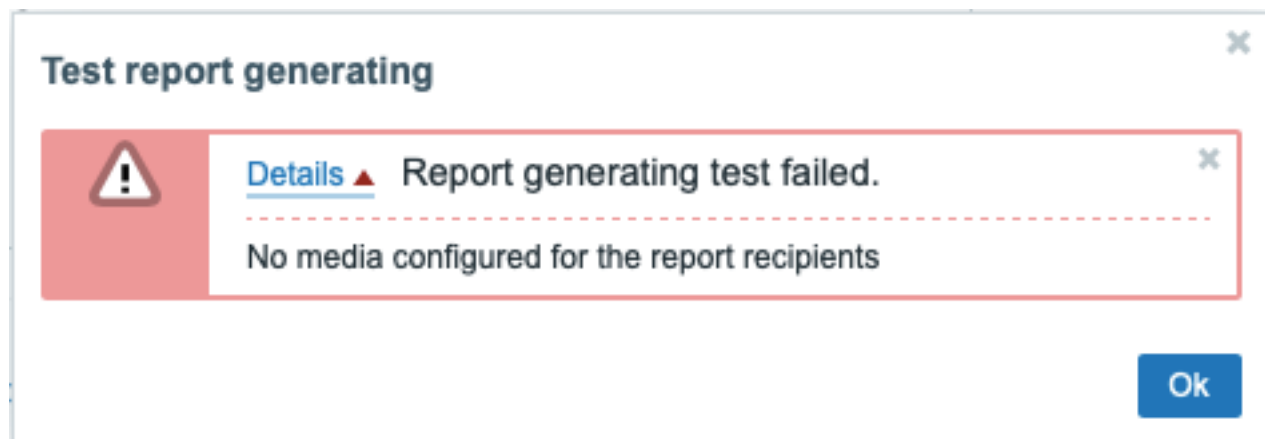 Test report generating
Details Report generating test failed.
No media configured for the report recipients
Ok